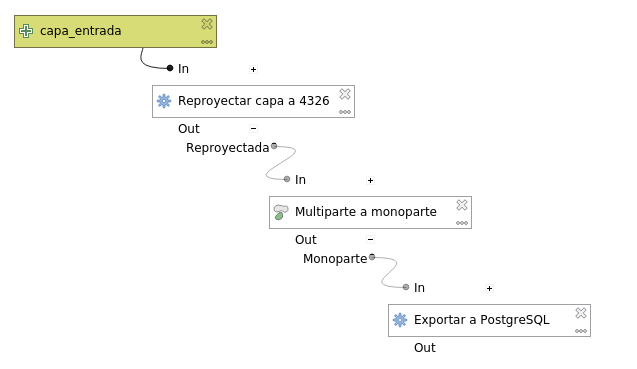 capa_entrada
In +
Reproyectar capa a 4326
Out −
Reproyectada
In +
Multiparte a monoparte
Out −
Monoparte
In +
Exportar a PostgreSQL
Out